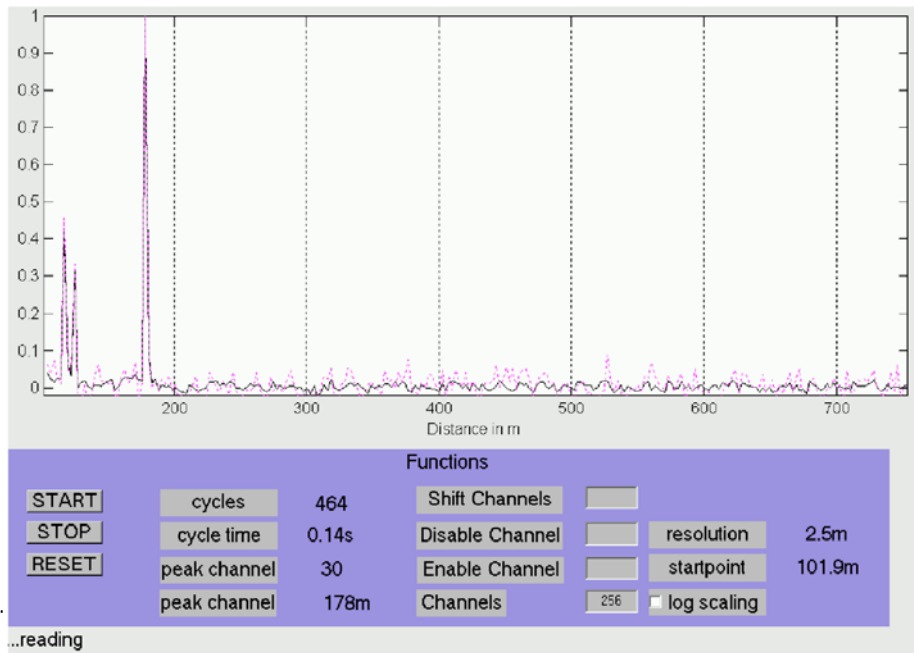 1
0.9
0.8
0.7
0.6
0.5
0.4
0.3
0.2
0.1
0
200 300 400 500 600 700
Distance in m
Functions
START cycles 464 Shift Channels
STOP cycle time 0.14s Disable Channel resolution 2.5m
RESET peak channel 30 Enable Channel startpoint 101.9m
peak channel 178m Channels 256 log scaling
...reading